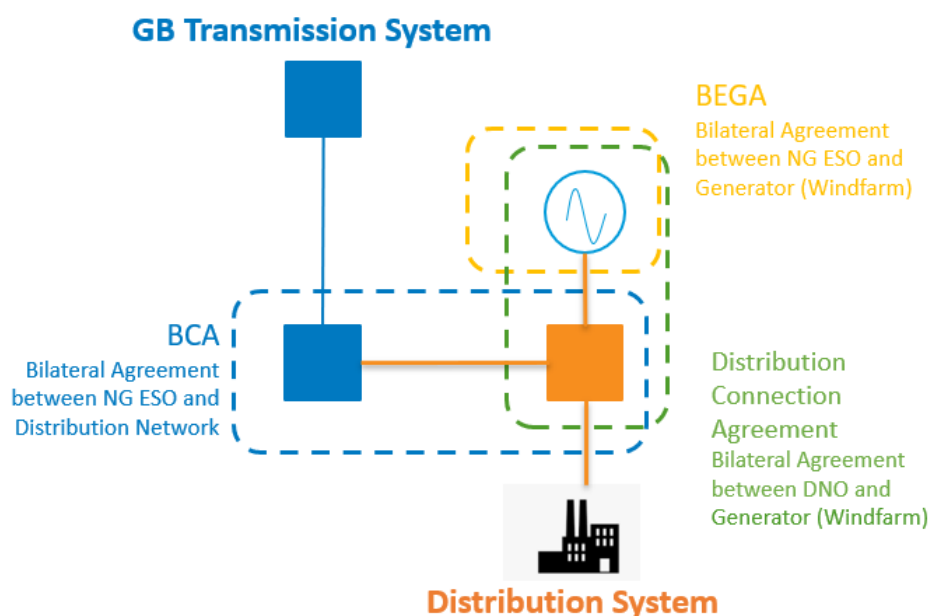 GB Transmission System
BEGA
Bilateral Agreement
between NG ESO and
Generator (Windfarm)
BCA
Bilateral Agreement
between NG ESO and
Distribution Network
Distribution
Connection
Agreement
Bilateral Agreement
between DNO and
Generator (Windfarm)
Distribution System